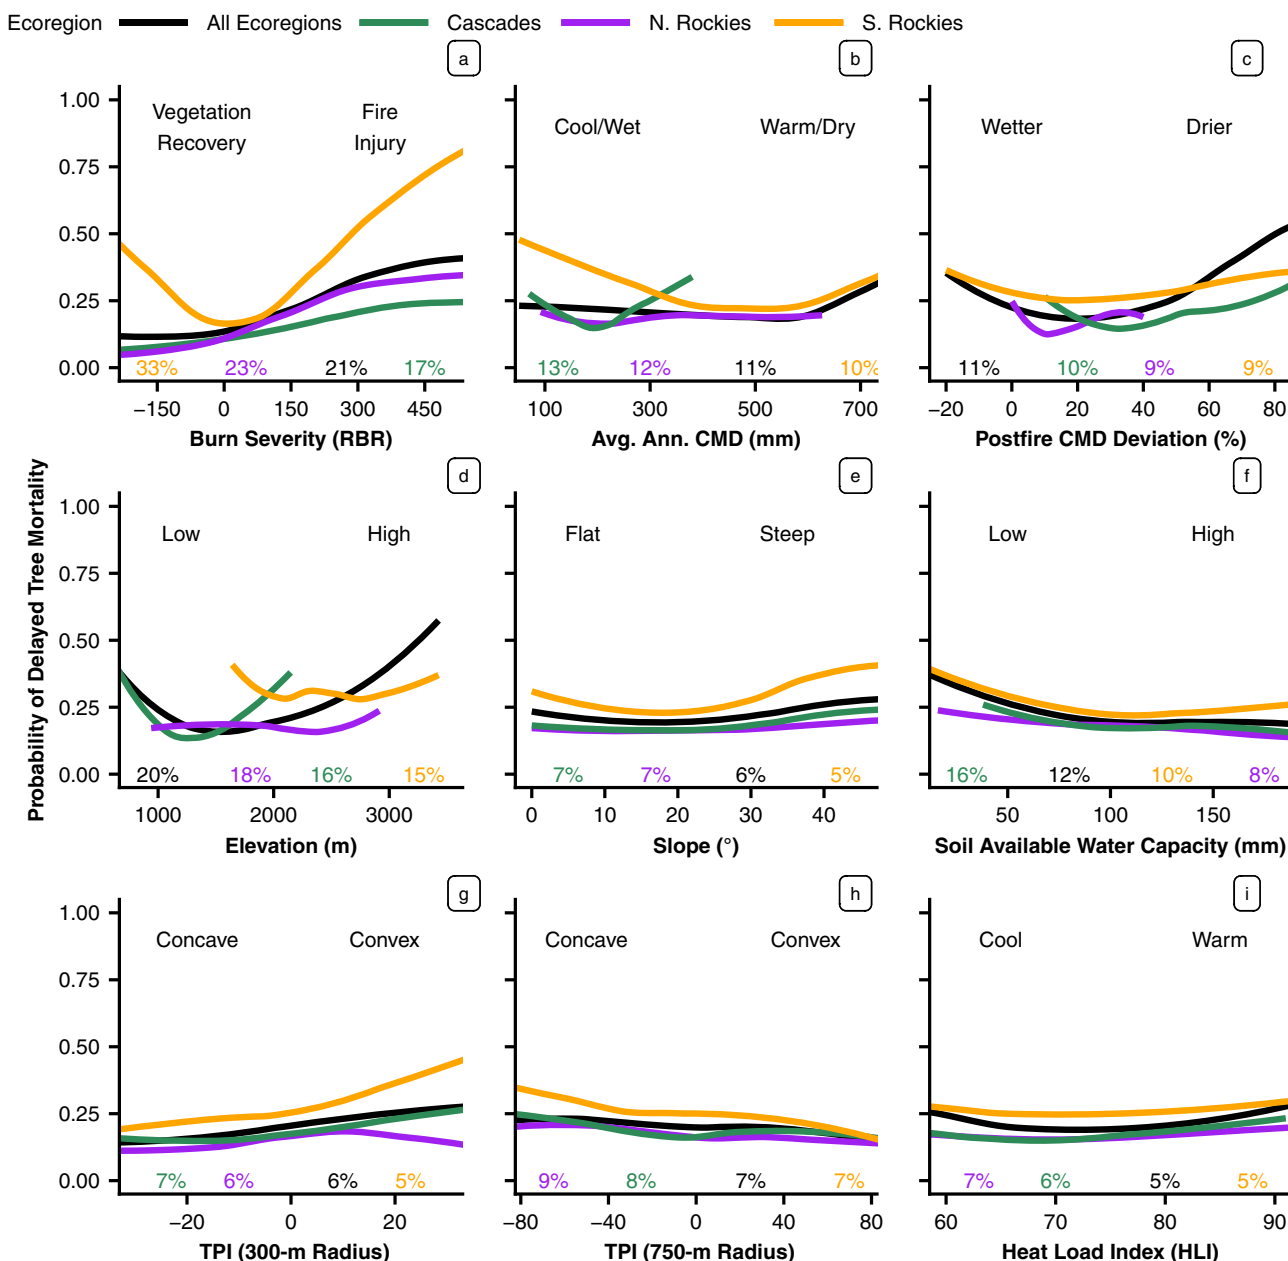 Ecoregion All Ecoregions Cascades N. Rockies S. Rockies
a
b
c
1.00
0.75
0.50
0.25
0.00
Vegetation Recovery
Fire Injury
33% 23% 21% 17%
−150 0 150 300 450
Burn Severity (RBR)
Cool/Wet Warm/Dry
13% 12% 11% 10%
100 300 500 700
Avg. Ann. CMD (mm)
Wetter Drier
11% 10% 9% 9%
−20 0 20 40 60 80
Postfire CMD Deviation (%)
Probability of Delayed Tree Mortality
d
e
f
1.00
0.75
0.50
0.25
0.00
Low High
20% 18% 16% 15%
1000 2000 3000
Elevation (m)
Flat Steep
7% 7% 6% 5%
0 10 20 30 40
Slope (°)
Low High
16% 12% 10% 8%
50 100 150
Soil Available Water Capacity (mm)
g
h
i
1.00
0.75
0.50
0.25
0.00
Concave Convex
7% 6% 6% 5%
−20 0 20
TPI (300-m Radius)
Concave Convex
9% 8% 7% 7%
−80 −40 0 40 80
TPI (750-m Radius)
Cool Warm
7% 6% 5% 5%
60 70 80 90
Heat Load Index (HLI)